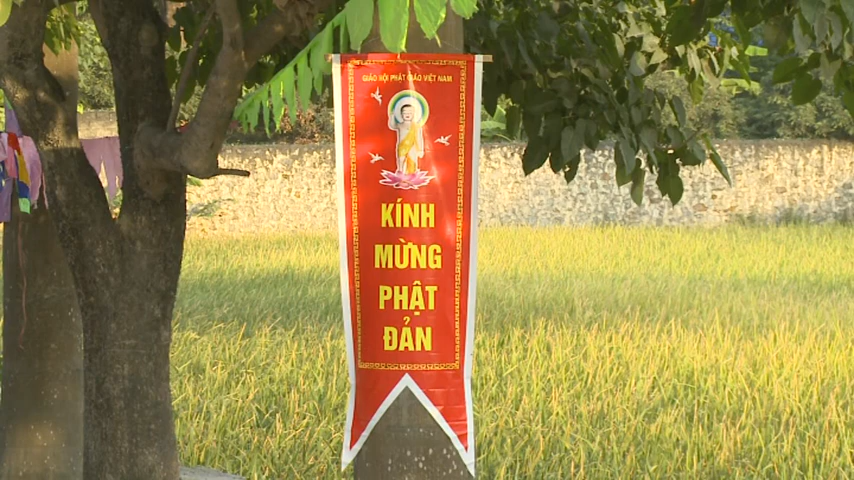 GIÁO HỘI PHẬT GIÁO VIỆT NAM
KÍNH
MỪNG
PHẬT
ĐẢN